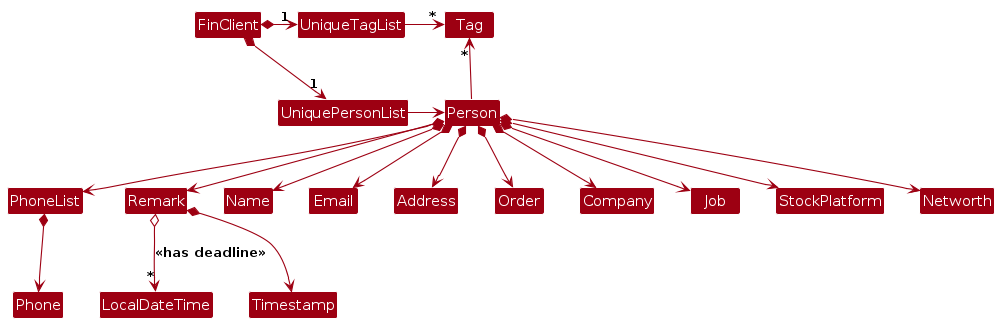 FinClient
1
UniqueTagList
*
Tag
*
1
UniquePersonList
Person
PhoneList
Remark
Name
Email
Address
Order
Company
Job
StockPlatform
Networth
«has deadline»
*
Phone
LocalDateTime
Timestamp